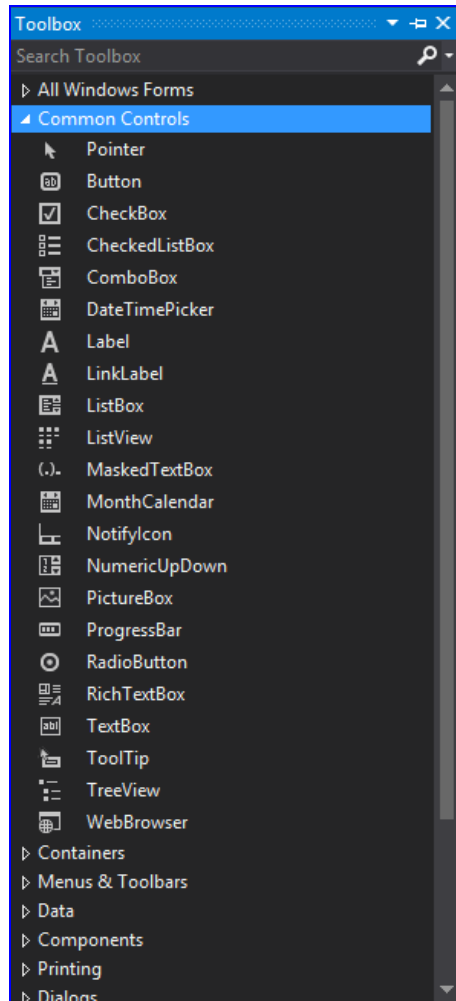 Toolbox
Search Toolbox
All Windows Forms
Common Controls
Pointer
Button
CheckBox
CheckedListBox
ComboBox
DateTimePicker
Label
LinkLabel
ListBox
ListView
MaskedTextBox
MonthCalendar
NotifyIcon
NumericUpDown
PictureBox
ProgressBar
RadioButton
RichTextBox
TextBox
ToolTip
TreeView
WebBrowser
Containers
Menus & Toolbars
Data
Components
Printing
Dialogs